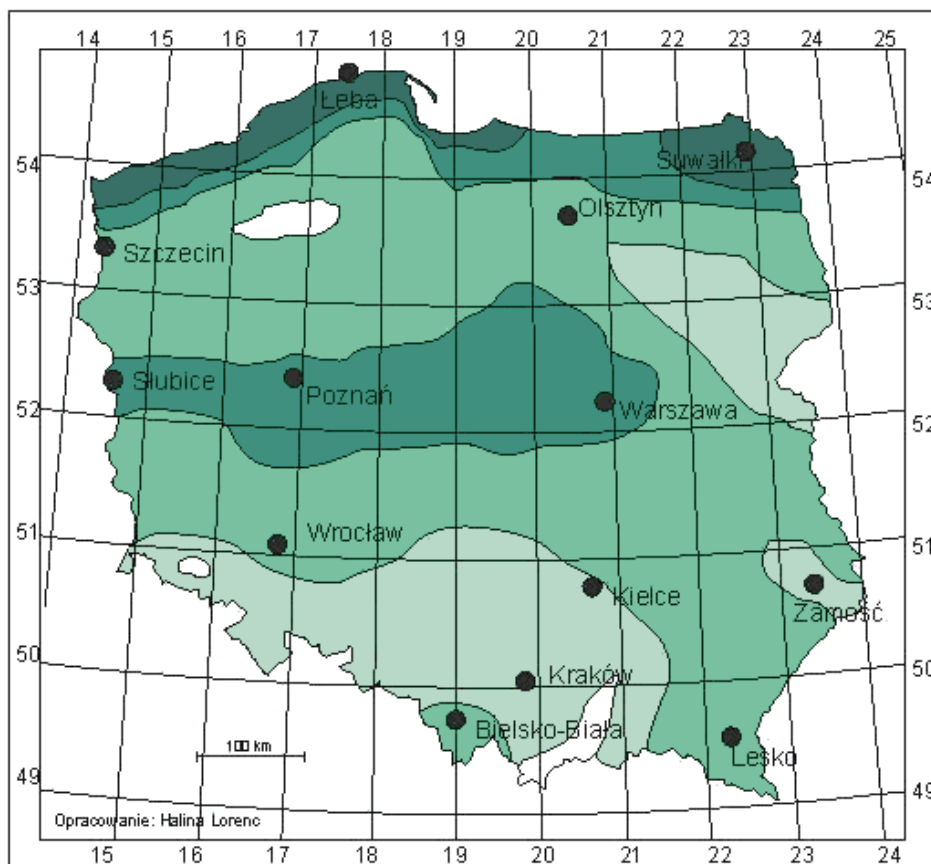 14 15 16 17 18 19 20 21 22 23 24 25
Łeba
54 Suwałki 54
Olsztyn
Szczecin
53 53
Słubice
Poznań
Warszawa
52 52
Wrocław
51 51
Kielce
Zamość
50 Kraków 50
Bielsko-Biała
Lesko
100 km
49 49
Opracowanie: Halina Lorenc
15 16 17 18 19 20 21 22 23 24